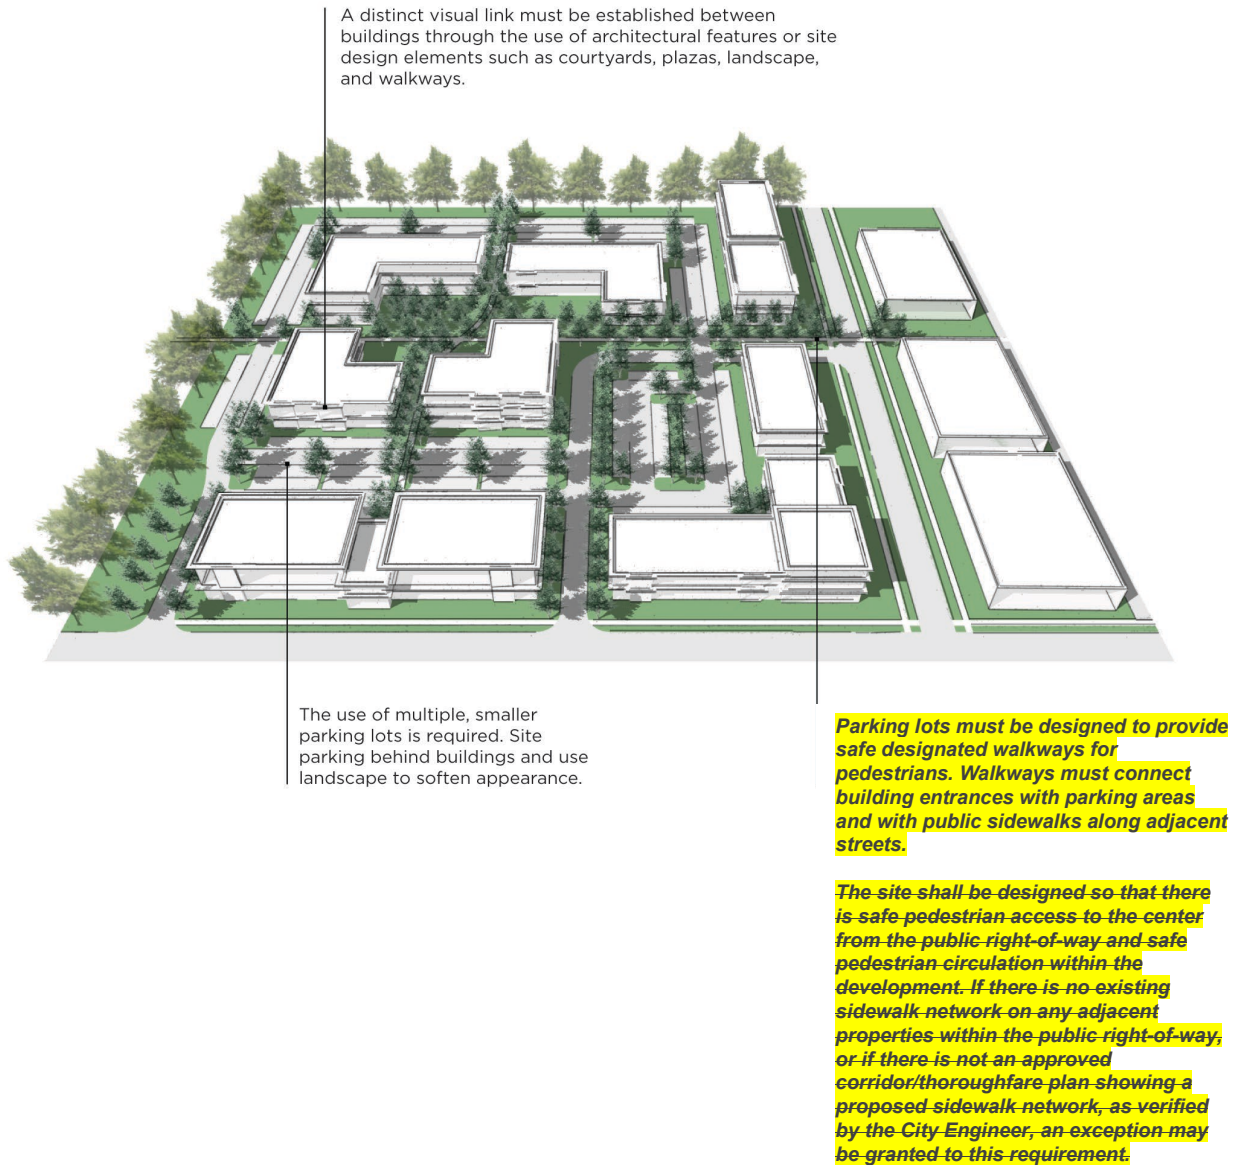 A distinct visual link must be established between
buildings through the use of architectural features or site
design elements such as courtyards, plazas, landscape,
and walkways.
The use of multiple, smaller
parking lots is required. Site
parking behind buildings and use
landscape to soften appearance.
Parking lots must be designed to provide
safe designated walkways for
pedestrians. Walkways must connect
building entrances with parking areas
and with public sidewalks along adjacent
streets.
The site shall be designed so that there
is safe pedestrian access to the center
from the public right-of-way and safe
pedestrian circulation within the
development. If there is no existing
sidewalk network on any adjacent
properties within the public right-of-way,
or if there is not an approved
corridor/thoroughfare plan showing a
proposed sidewalk network, as verified
by the City Engineer, an exception may
be granted to this requirement.